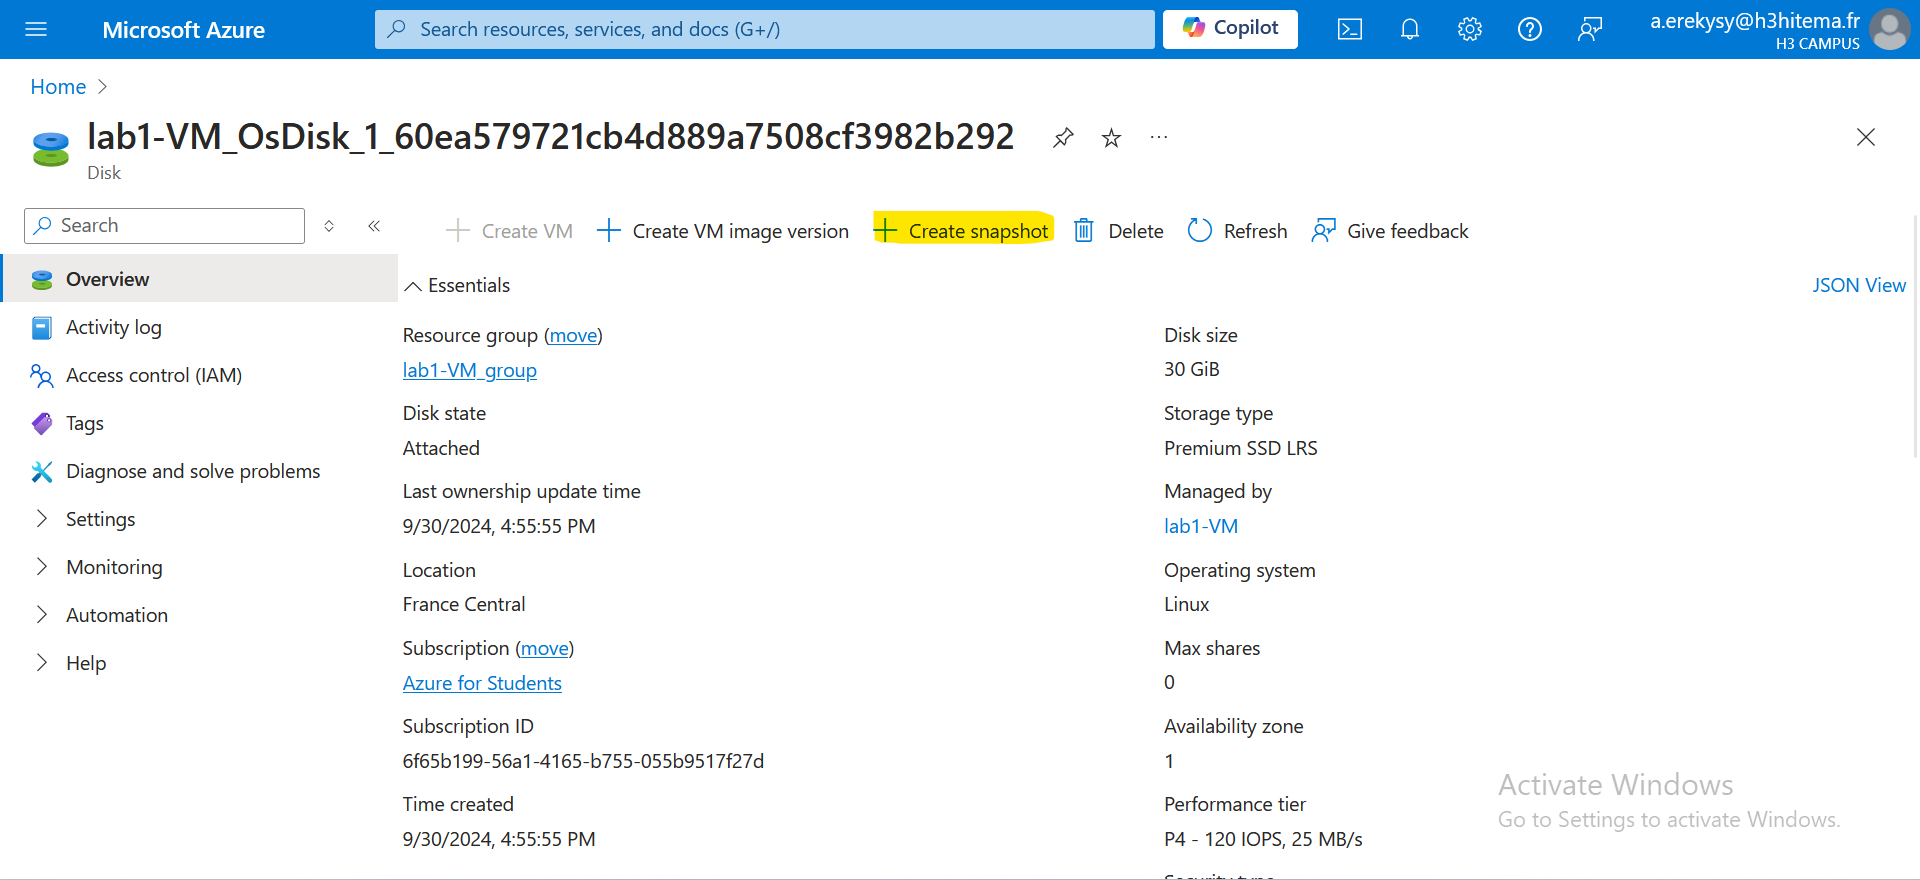 Microsoft Azure
Search resources, services, and docs (G+/)
Copilot
a.erekysy@h3hitema.fr
H3 CAMPUS
Home
lab1-VM_OsDisk_1_60ea579721cb4d889a7508cf3982b292
Disk
Search
Create VM
Create VM image version
Create snapshot
Delete
Refresh
Give feedback
Overview
Activity log
Access control (IAM)
Tags
Diagnose and solve problems
Settings
Monitoring
Automation
Help
Essentials
JSON View
Resource group (move)
lab1-VM_group
Disk state
Attached
Last ownership update time
9/30/2024, 4:55:55 PM
Location
France Central
Subscription (move)
Azure for Students
Subscription ID
6f65b199-56a1-4165-b755-055b9517f27d
Time created
9/30/2024, 4:55:55 PM
Disk size
30 GiB
Storage type
Premium SSD LRS
Managed by
lab1-VM
Operating system
Linux
Max shares
0
Availability zone
1
Performance tier
P4 - 120 IOPS, 25 MB/s
Activate Windows
Go to Settings to activate Windows.